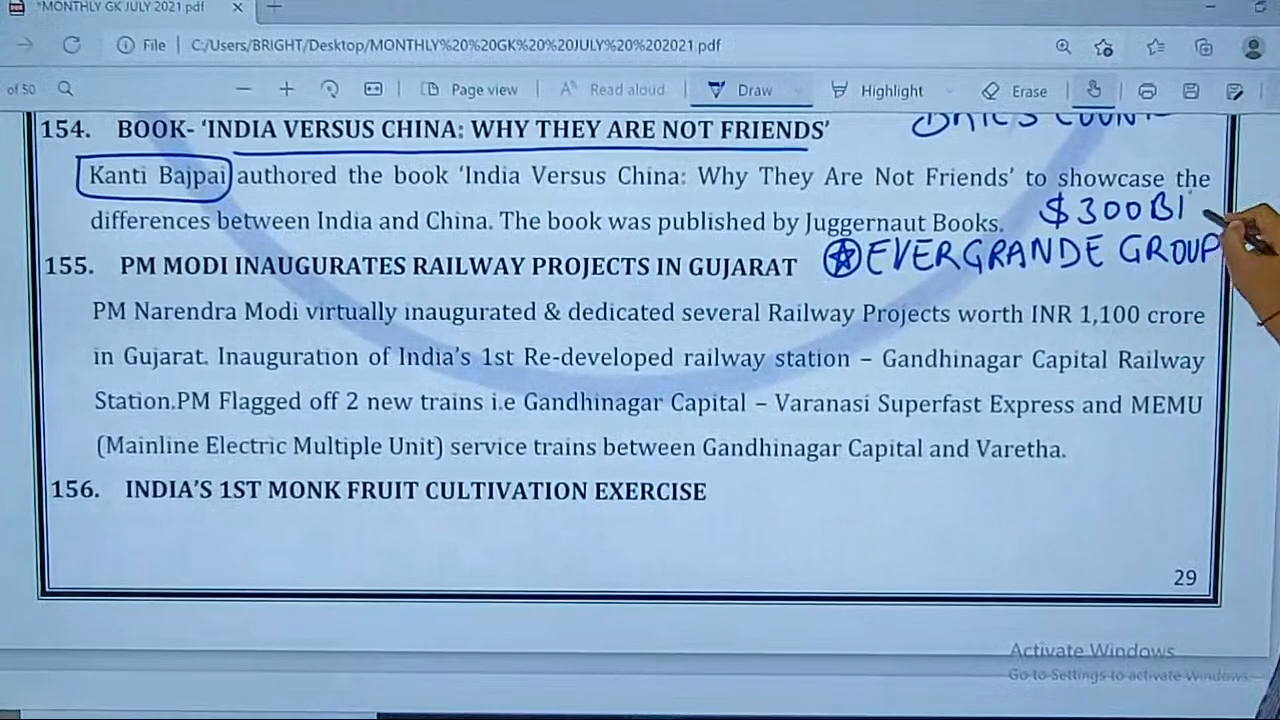 *MONTHLY GK JULY 2021.pdf
File | C:/Users/BRIGHT/Desktop/MONTHLY%20%20GK%20%20JULY%20%202021.pdf
of 50 Page view Read aloud Draw Highlight Erase
154. BOOK- ‘INDIA VERSUS CHINA: WHY THEY ARE NOT FRIENDS’
Kanti Bajpai authored the book ‘India Versus China: Why They Are Not Friends’ to showcase the
differences between India and China. The book was published by Juggernaut Books. $300BI
155. PM MODI INAUGURATES RAILWAY PROJECTS IN GUJARAT EVERGRANDE GROUP
PM Narendra Modi virtually inaugurated & dedicated several Railway Projects worth INR 1,100 crore
in Gujarat. Inauguration of India’s 1st Re-developed railway station – Gandhinagar Capital Railway
Station.PM Flagged off 2 new trains i.e Gandhinagar Capital – Varanasi Superfast Express and MEMU
(Mainline Electric Multiple Unit) service trains between Gandhinagar Capital and Varetha.
156. INDIA’S 1ST MONK FRUIT CULTIVATION EXERCISE
29
Activate Windows
Go to Settings to activate Windows.